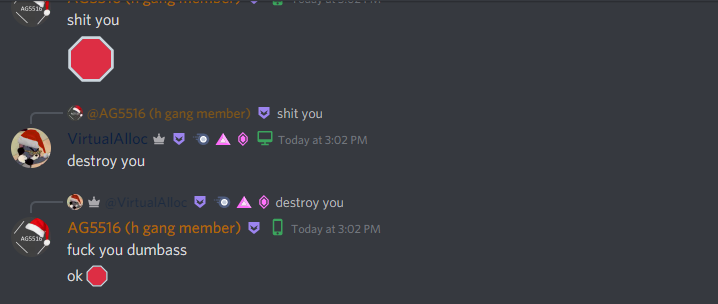 AG5516 (h gang member) Today at 3:02 PM
AG5516
shit you
@AG5516 (h gang member) shit you
VirtualAlloc Today at 3:02 PM
destroy you
@VirtualAlloc destroy you
AG5516 (h gang member) Today at 3:02 PM
AG5516
fuck you dumbass
ok